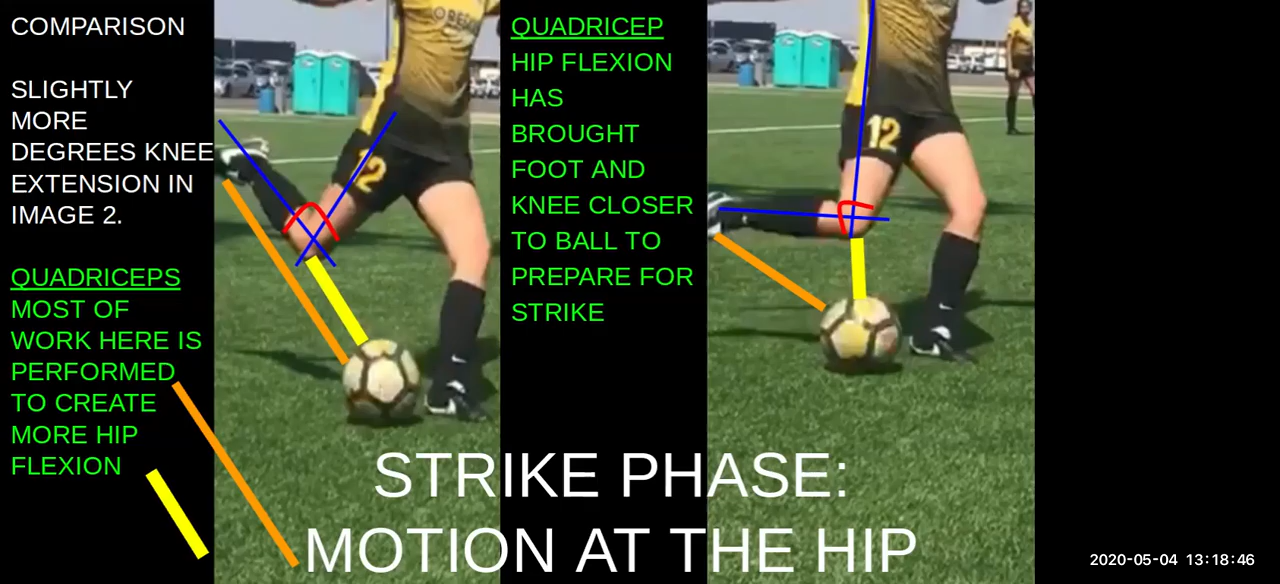 COMPARISON
SLIGHTLY
MORE
DEGREES KNEE
EXTENSION IN
IMAGE 2.
QUADRICEPS
MOST OF
WORK HERE IS
PERFORMED
TO CREATE
MORE HIP
FLEXION
12
QUADRICEP
HIP FLEXION
HAS
BROUGHT
FOOT AND
KNEE CLOSER
TO BALL TO
PREPARE FOR
STRIKE
12
STRIKE PHASE:
MOTION AT THE HIP
2020-05-04 13:18:46